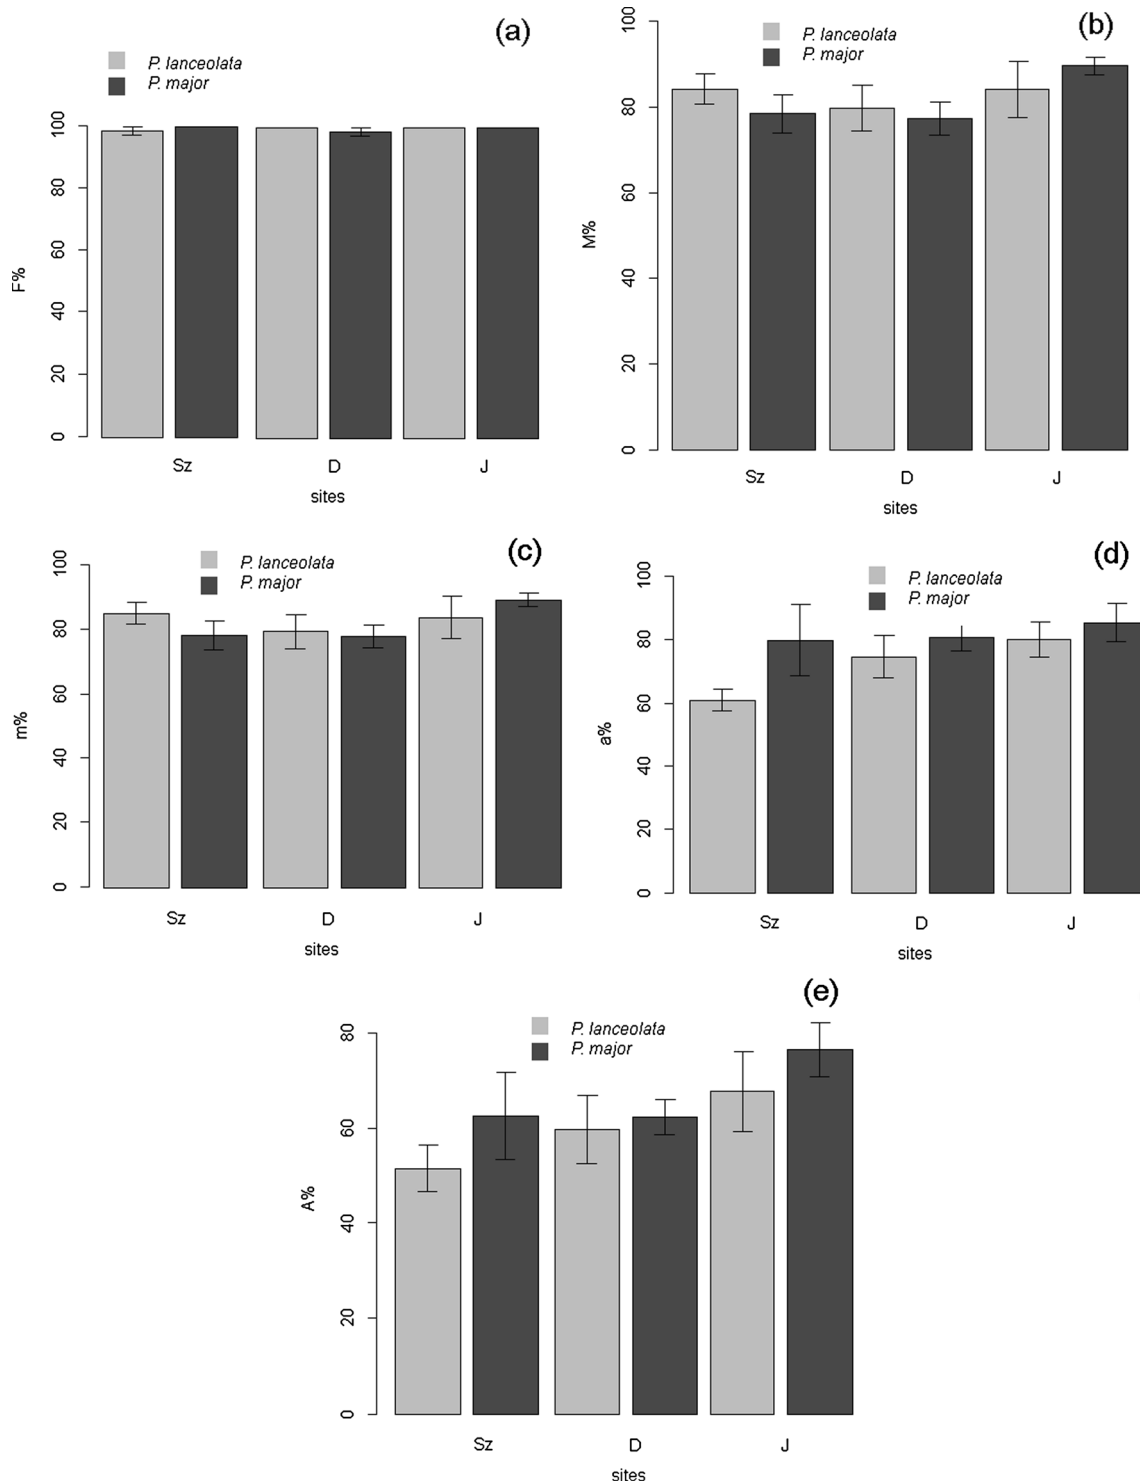 (a)
P. lanceolata
P. major
100
80
60
40
20
0
F%
Sz D J
sites
(b)
P. lanceolata
P. major
100
80
60
40
20
0
M%
Sz D J
sites
(c)
P. lanceolata
P. major
100
80
60
40
20
0
m%
Sz D J
sites
(d)
P. lanceolata
P. major
100
80
60
40
20
0
a%
Sz D J
sites
(e)
P. lanceolata
P. major
80
60
40
20
0
A%
Sz D J
sites